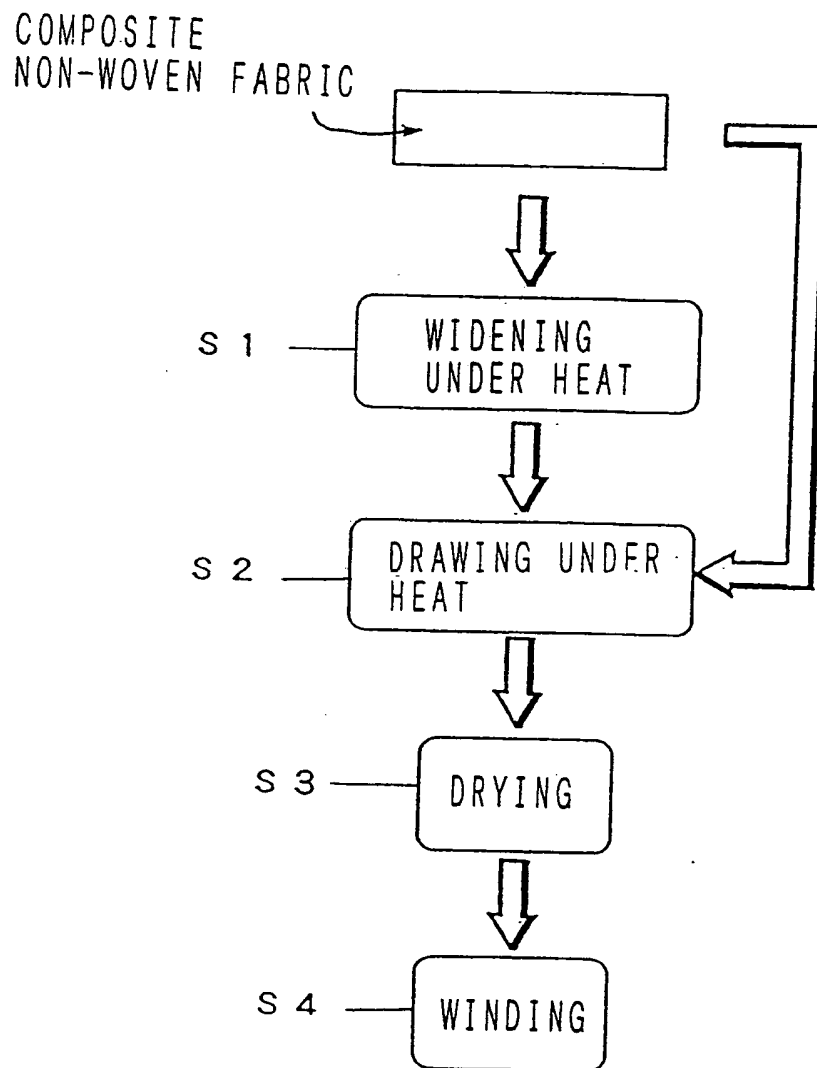 COMPOSITE
NON-WOVEN FABRIC
S 1
WIDENING
UNDER HEAT
S 2
DRAWING UNDER
HEAT
S 3
DRYING
S 4
WINDING